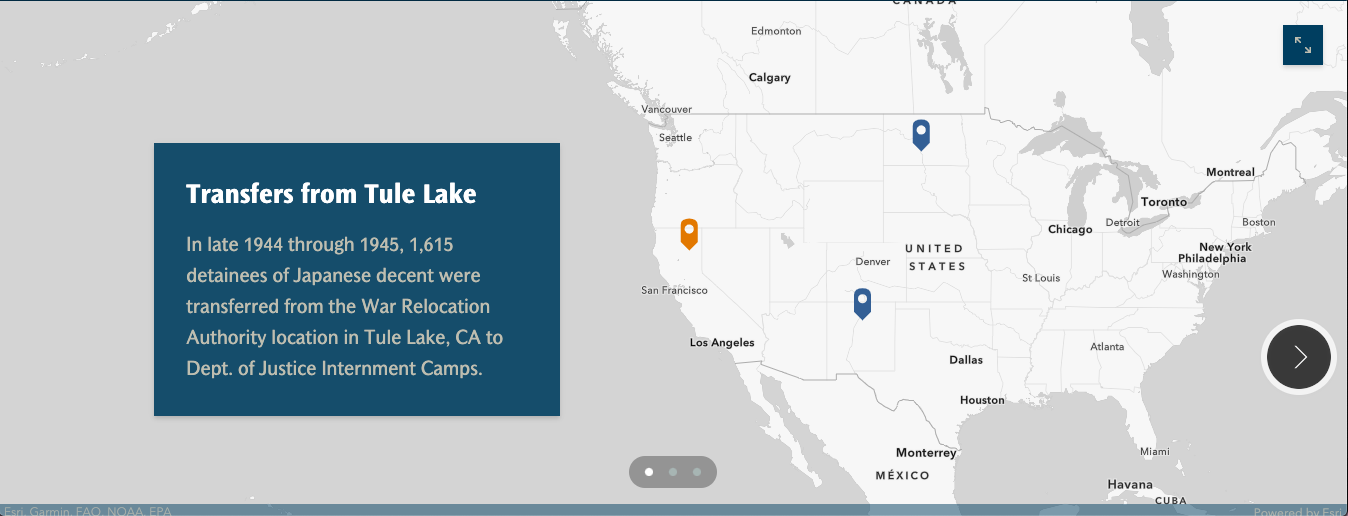 CANADA
Edmonton
Calgary
Vancouver
Seattle
Transfers from Tule Lake
In late 1944 through 1945, 1,615
detainees of Japanese decent were
transferred from the War Relocation
Authority location in Tule Lake, CA to
Dept. of Justice Internment Camps.
Montreal
Toronto
Boston
Detroit
Chicago
New York
Philadelphia
Washington
UNITED
STATES
Denver
St Louis
San Francisco
Los Angeles
Atlanta
Dallas
Houston
Monterrey
MÉXICO
Miami
Havana
CUBA
Esri, Garmin, FAO, NOAA, EPA
Powered by Esri